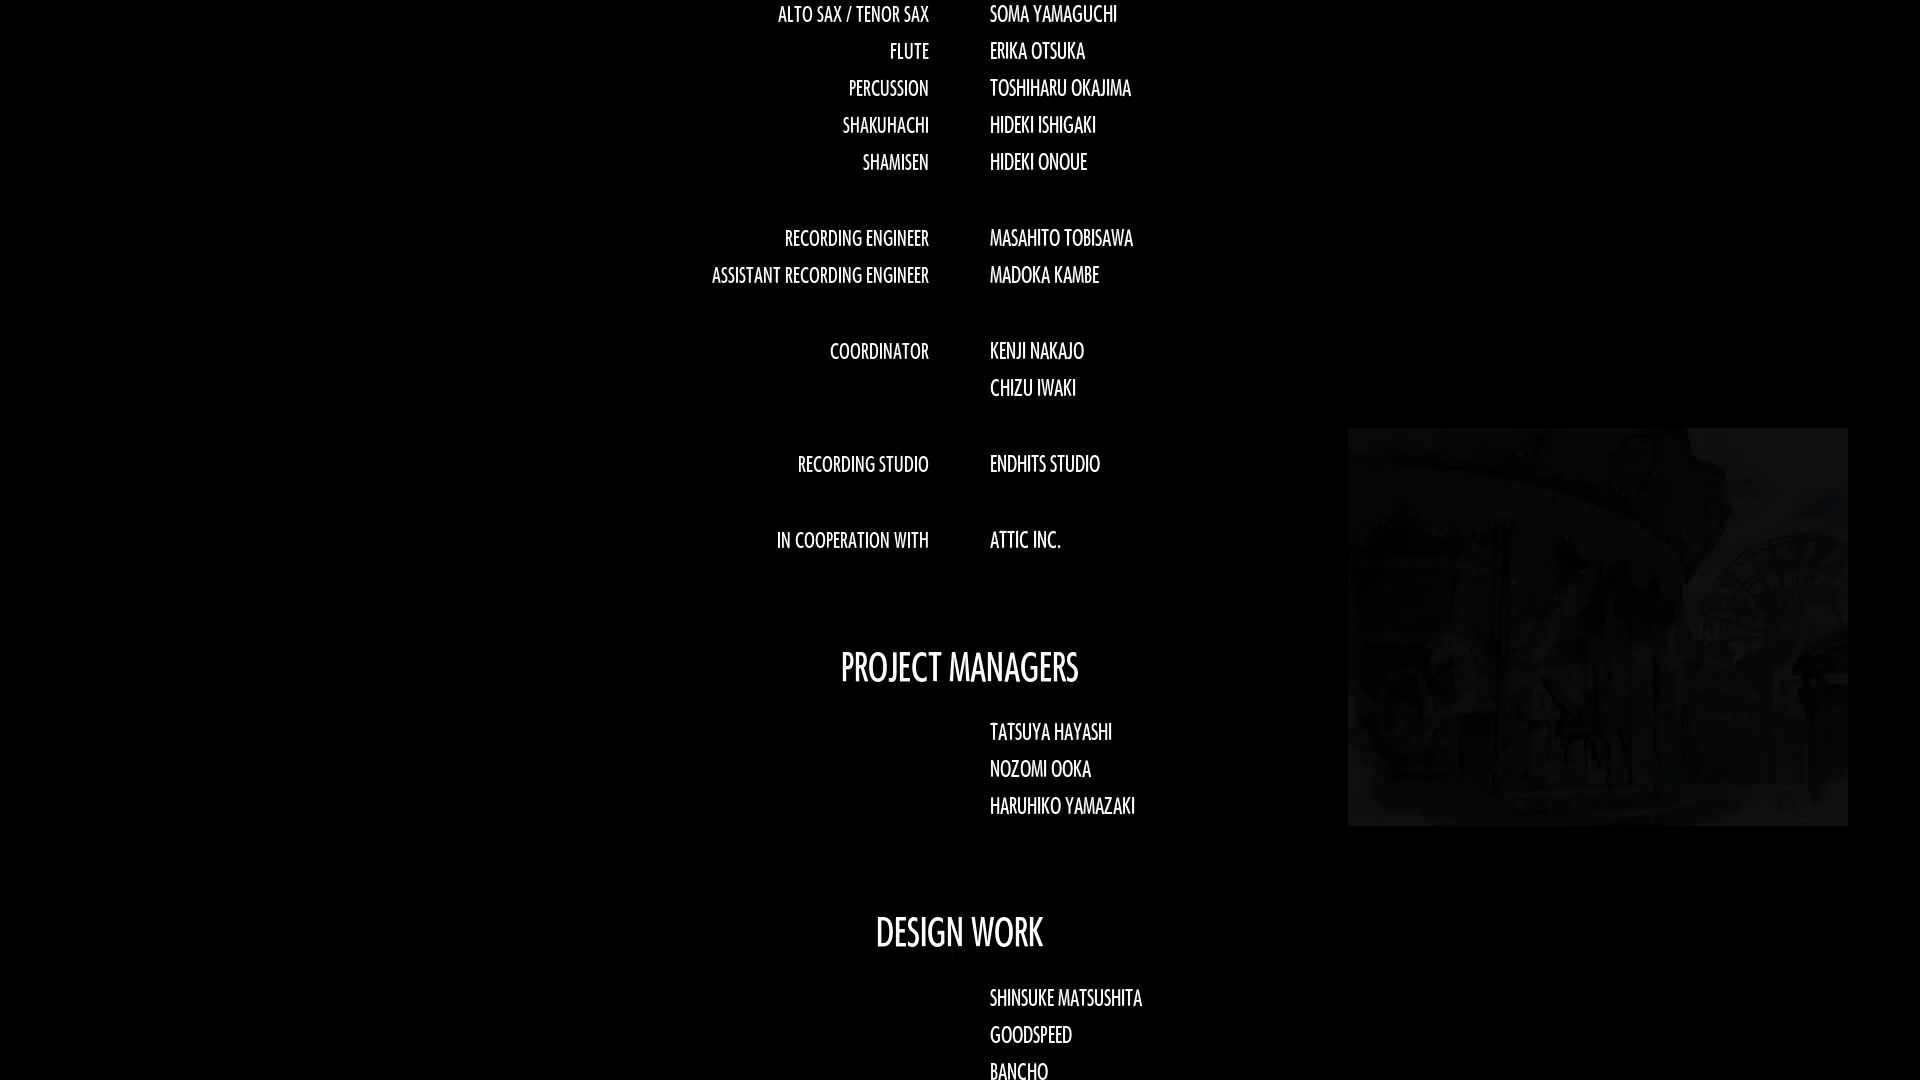 ALTO SAX / TENOR SAX SOMA YAMAGUCHI
FLUTE ERIKA OTSUKA
PERCUSSION TOSHIHARU OKAJIMA
SHAKUHACHI HIDEKI ISHIGAKI
SHAMISEN HIDEKI ONOUE
RECORDING ENGINEER MASAHITO TOBISAWA
ASSISTANT RECORDING ENGINEER MADOKA KAMBE
COORDINATOR KENJI NAKAJO
CHIZU IWAKI
RECORDING STUDIO ENDHITS STUDIO
IN COOPERATION WITH ATTIC INC.
PROJECT MANAGERS
TATSUYA HAYASHI
NOZOMI OOKA
HARUHIKO YAMAZAKI
DESIGN WORK
SHINSUKE MATSUSHITA
GOODSPEED
BANCHO